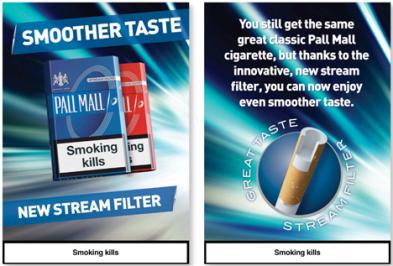 SMOOTHER TASTE
PALL MALL
Smoking
kills
NEW STREAM FILTER
Smoking kills
You still get the same
great classic Pall Mall
cigarette, but thanks to the
innovative, new stream
filter, you can now enjoy
even smoother taste.
GREAT TASTE
STREAM FILTER
Smoking kills